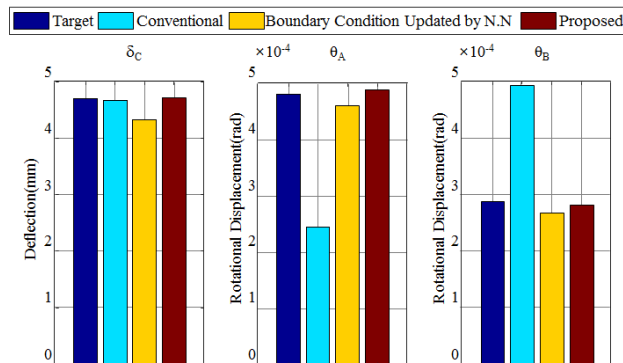 Target Conventional Boundary Condition Updated by N.N Proposed
δC
5
4
3
2
1
0
Deflection(mm)
×10-4
θA
5
4
3
2
1
0
Rotational Displacement(rad)
×10-4
θB
5
4
3
2
1
0
Rotational Displacement(rad)